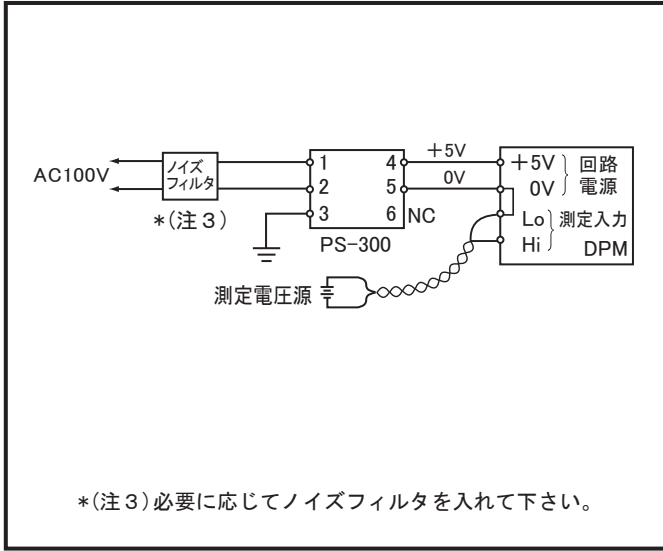 AC100V
ノイズ
フィルタ
*(注3)
1
2
3
4
5
6
NC
PS-300
+5V
0V
+5V
0V
回路
電源
Lo
Hi
測定入力
DPM
測定電圧源
*(注3)必要に応じてノイズフィルタを入れて下さい。